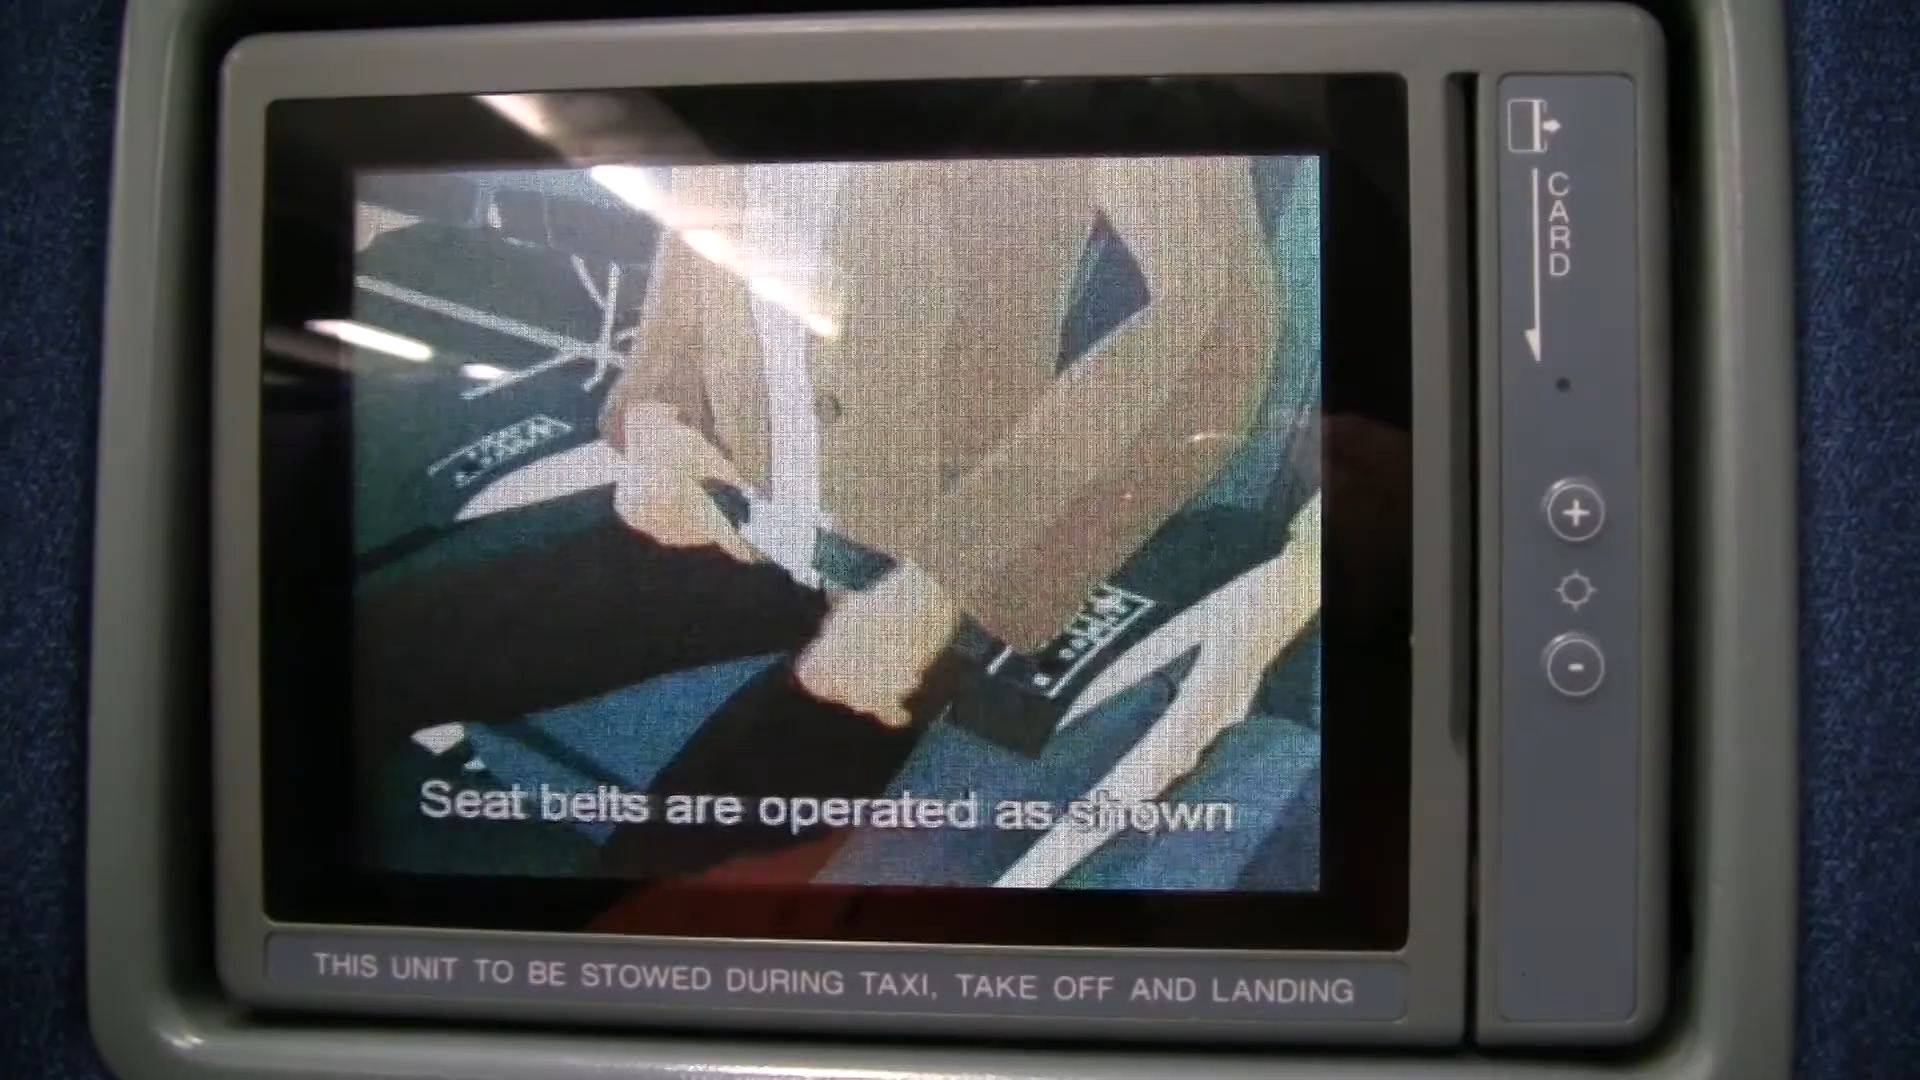 CARD
+
-
Seat belts are operated as shown
THIS UNIT TO BE STOWED DURING TAXI, TAKE OFF AND LANDING